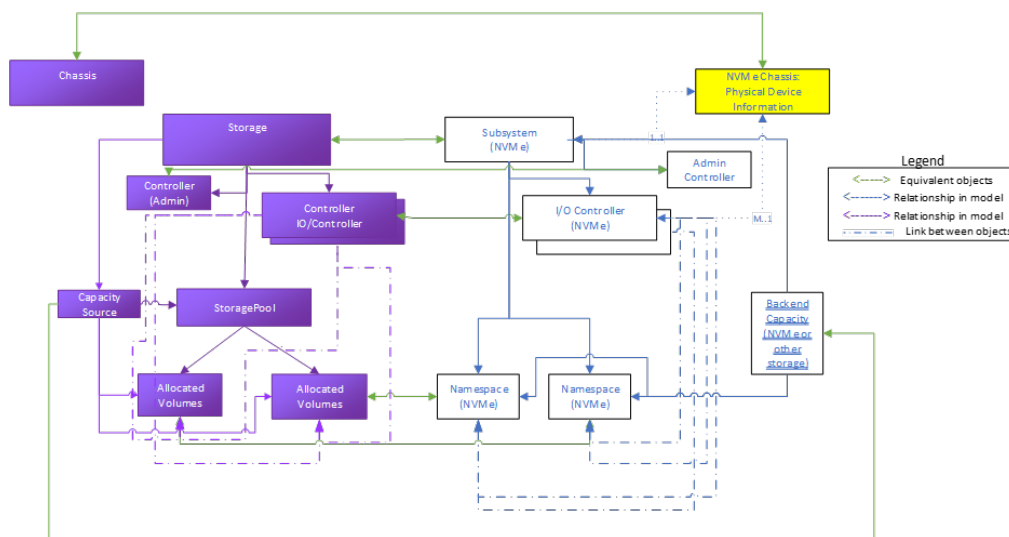 Chassis
NVMe Chassis:
Physical Device
Information
Storage
Subsystem
(NVMe)
1..1
Admin
Controller
Controller
(Admin)
Controller
IO/Controller
I/O Controller
(NVMe)
M..1
Legend
Equivalent objects
Relationship in model
Relationship in model
Link between objects
Capacity
Source
StoragePool
Backend
Capacity
(NVMe or
other
storage)
Allocated
Volumes
Allocated
Volumes
Namespace
(NVMe)
Namespace
(NVMe)